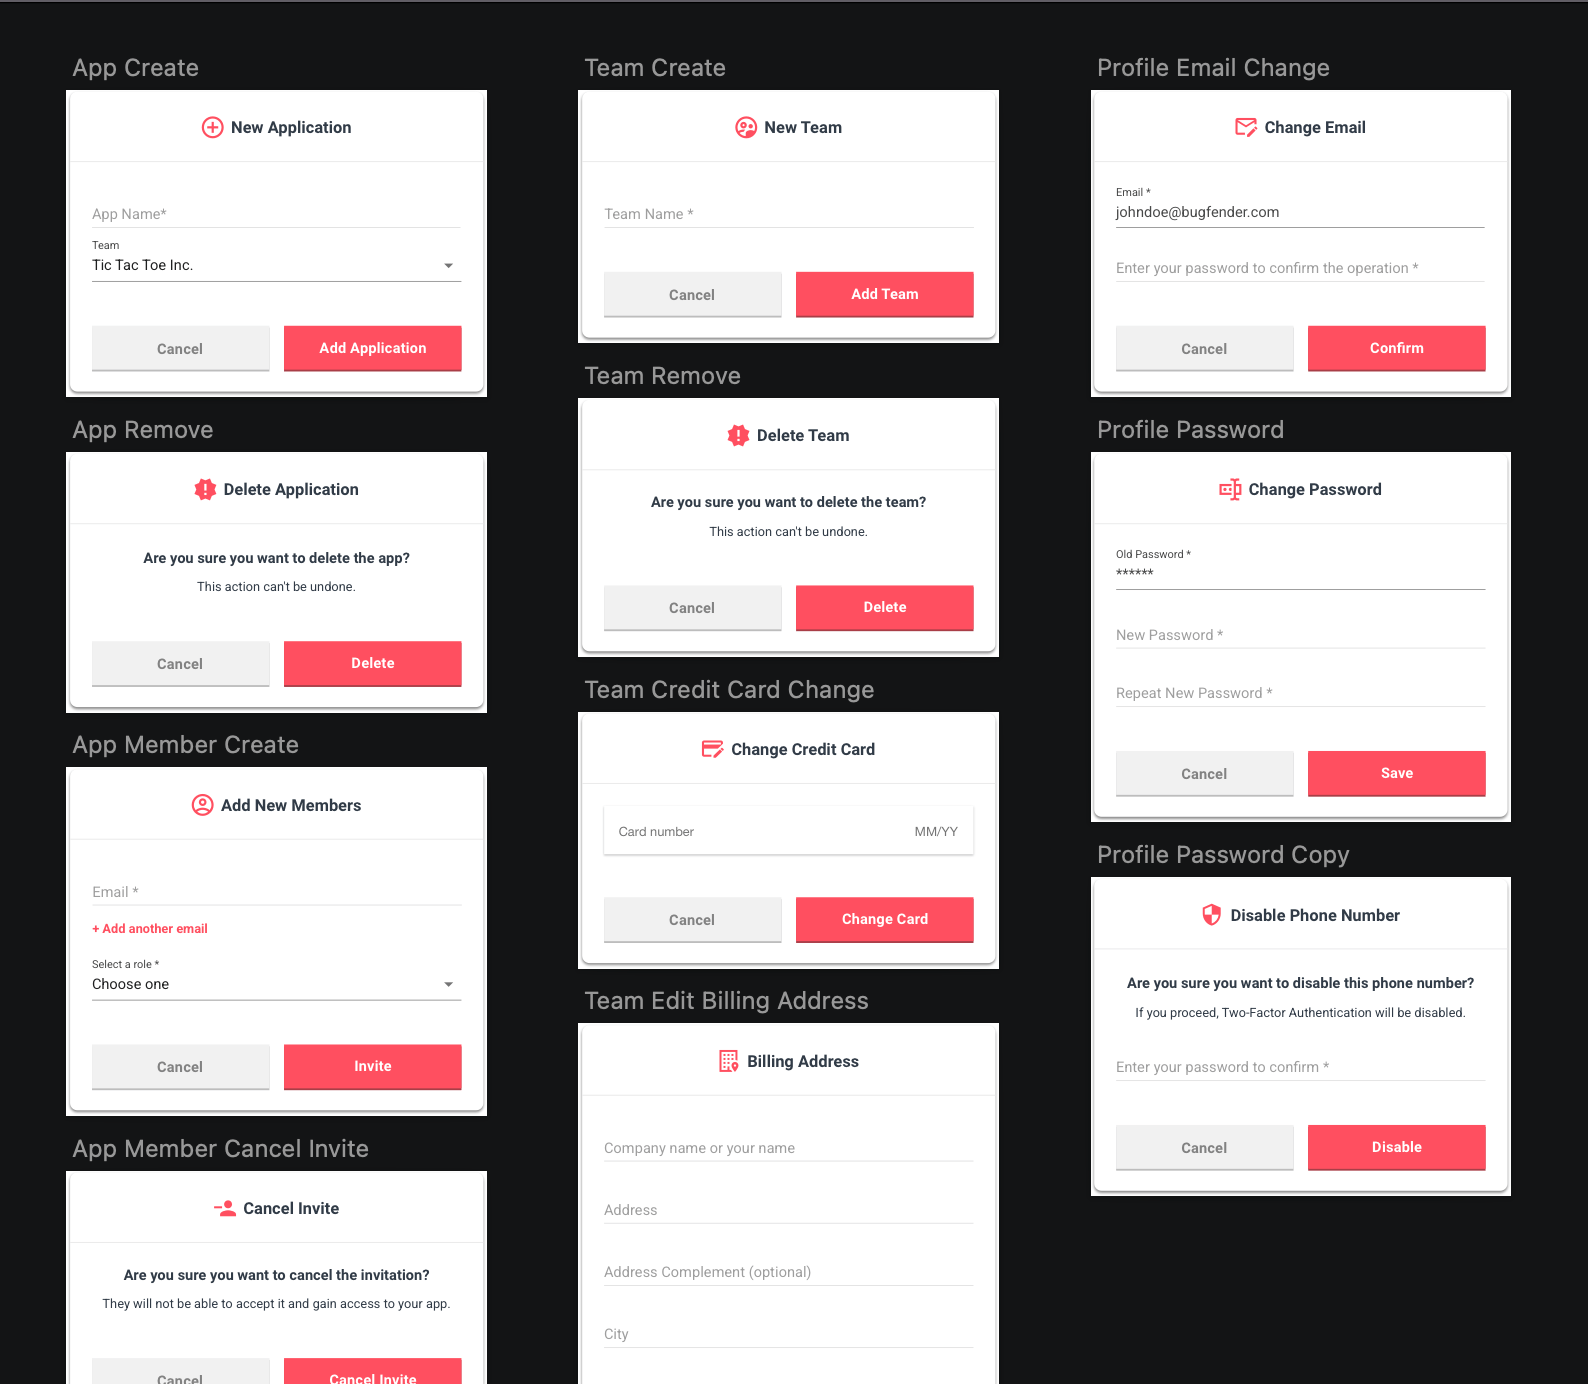 App Create
New Application
App Name*
Team
Tic Tac Toe Inc.
Cancel
Add Application
App Remove
Delete Application
Are you sure you want to delete the app?
This action can't be undone.
Cancel
Delete
App Member Create
Add New Members
Email *
+ Add another email
Select a role *
Choose one
Cancel
Invite
App Member Cancel Invite
Cancel Invite
Are you sure you want to cancel the invitation?
They will not be able to accept it and gain access to your app.
Cancel
Cancel Invite
Team Create
New Team
Team Name *
Cancel
Add Team
Team Remove
Delete Team
Are you sure you want to delete the team?
This action can't be undone.
Cancel
Delete
Team Credit Card Change
Change Credit Card
Card number
MM/YY
Cancel
Change Card
Team Edit Billing Address
Billing Address
Company name or your name
Address
Address Complement (optional)
City
Profile Email Change
Change Email
Email *
johndoe@bugfender.com
Enter your password to confirm the operation *
Cancel
Confirm
Profile Password
Change Password
Old Password *
******
New Password *
Repeat New Password *
Cancel
Save
Profile Password Copy
Disable Phone Number
Are you sure you want to disable this phone number?
If you proceed, Two-Factor Authentication will be disabled.
Enter your password to confirm *
Cancel
Disable